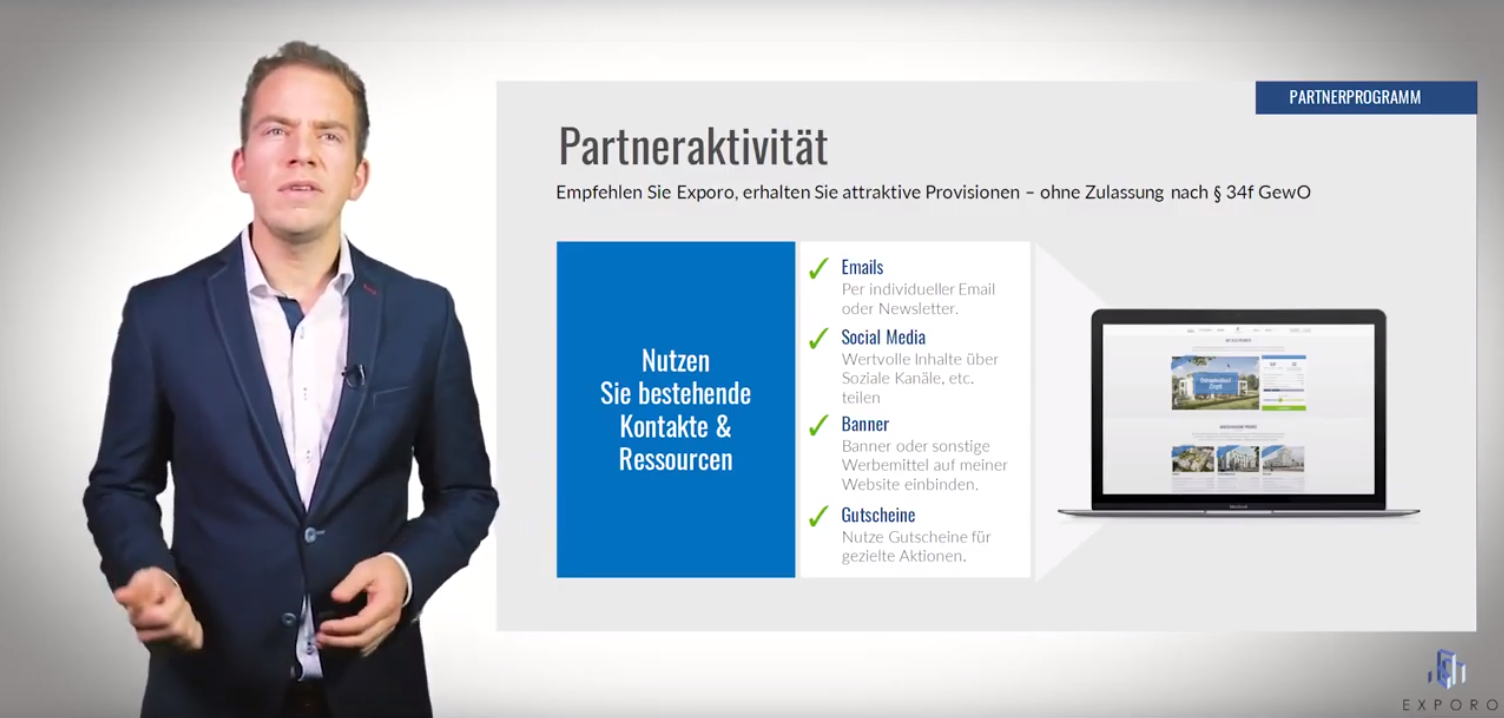 PARTNERPROGRAMM
Partneraktivität
Empfehlen Sie Exporo, erhalten Sie attraktive Provisionen – ohne Zulassung nach § 34f GewO
Nutzen
Sie bestehende
Kontakte &
Ressourcen
Emails
Per individueller Email
oder Newsletter.
Social Media
Wertvolle Inhalte über
Soziale Kanäle, etc.
teilen
Banner
Banner oder sonstige
Werbemittel auf meiner
Website einbinden.
Gutscheine
Nutze Gutscheine für
gezielte Aktionen.
EXPORO